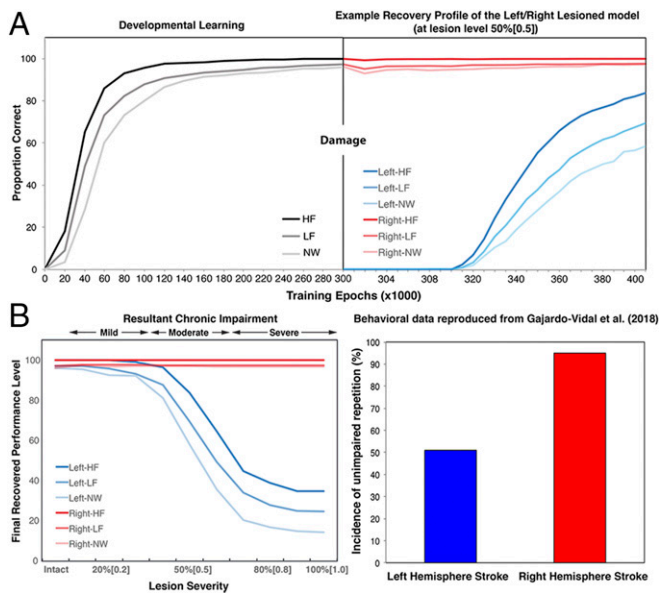 A
Developmental Learning
Example Recovery Profile of the Left/Right Lesioned model
(at lesion level 50%[0.5])
Proportion Correct
100
80
60
40
20
0
Damage
HF
LF
NW
Left-HF
Left-LF
Left-NW
Right-HF
Right-LF
Right-NW
0 20 40 60 80 100 120 140 160 180 200 220 240 260 280 300 304 308 320 340 360 380 400
Training Epochs (x1000)
B
Resultant Chronic Impairment
Mild Moderate Severe
Final Recovered Performance Level
100
80
60
40
20
0
Left-HF
Left-LF
Left-NW
Right-HF
Right-LF
Right-NW
Intact 20%[0.2] 50%[0.5] 80%[0.8] 100%[1.0]
Lesion Severity
Behavioral data reproduced from Gajardo-Vidal et al. (2018)
Incidence of unimpaired repetition (%)
100
90
80
70
60
50
40
30
20
10
0
Left Hemisphere Stroke Right Hemisphere Stroke